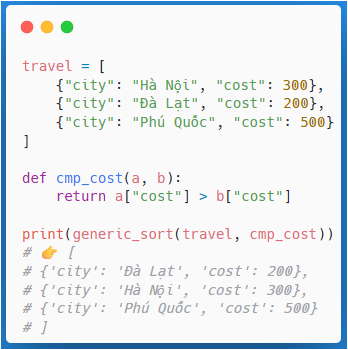 travel = [
    {"city": "Hà Nội", "cost": 300},
    {"city": "Đà Lạt", "cost": 200},
    {"city": "Phú Quốc", "cost": 500}
]
def cmp_cost(a, b):
    return a["cost"] > b["cost"]
print(generic_sort(travel, cmp_cost))
# 👉 [
# {'city': 'Đà Lạt', 'cost': 200},
# {'city': 'Hà Nội', 'cost': 300},
# {'city': 'Phú Quốc', 'cost': 500}
# ]